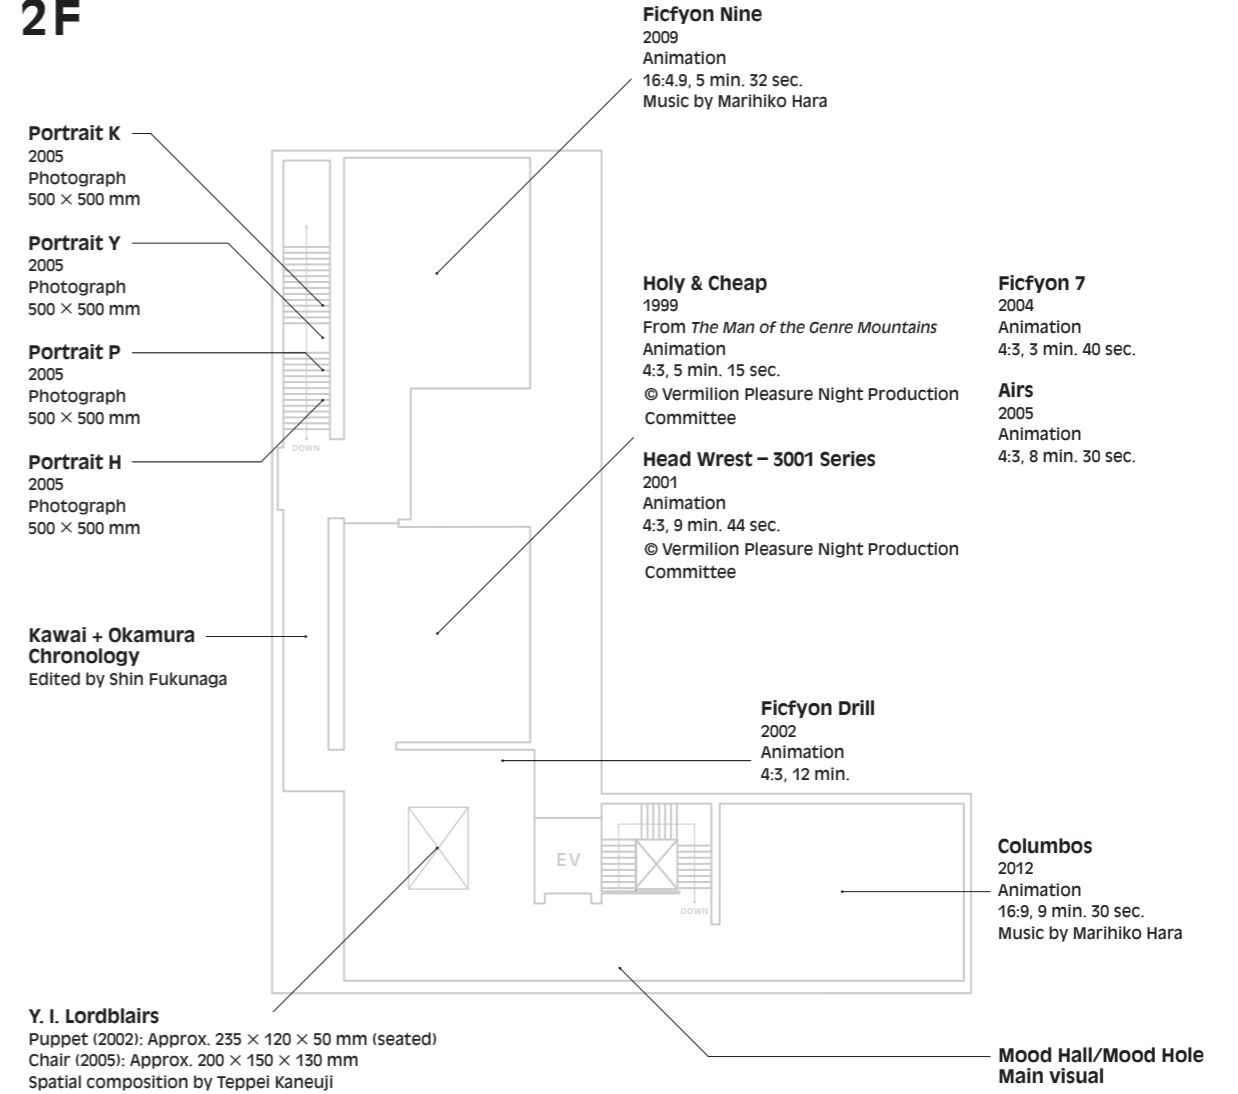 2F
Ficfyon Nine
2009
Animation
16:4.9, 5 min. 32 sec.
Music by Marihiko Hara
Portrait K
2005
Photograph
500 × 500 mm
Portrait Y
2005
Photograph
500 × 500 mm
Portrait P
2005
Photograph
500 × 500 mm
Portrait H
2005
Photograph
500 × 500 mm
DOWN
Holy & Cheap
1999
From The Man of the Genre Mountains
Animation
4:3, 5 min. 15 sec.
© Vermilion Pleasure Night Production
Committee
Head Wrest – 3001 Series
2001
Animation
4:3, 9 min. 44 sec.
© Vermilion Pleasure Night Production
Committee
Ficfyon 7
2004
Animation
4:3, 3 min. 40 sec.
Airs
2005
Animation
4:3, 8 min. 30 sec.
Kawai + Okamura
Chronology
Edited by Shin Fukunaga
Ficfyon Drill
2002
Animation
4:3, 12 min.
EV
DOWN
Columbos
2012
Animation
16:9, 9 min. 30 sec.
Music by Marihiko Hara
Y. I. Lordblairs
Puppet (2002): Approx. 235 × 120 × 50 mm (seated)
Chair (2005): Approx. 200 × 150 × 130 mm
Spatial composition by Teppei Kaneuji
Mood Hall/Mood Hole
Main visual